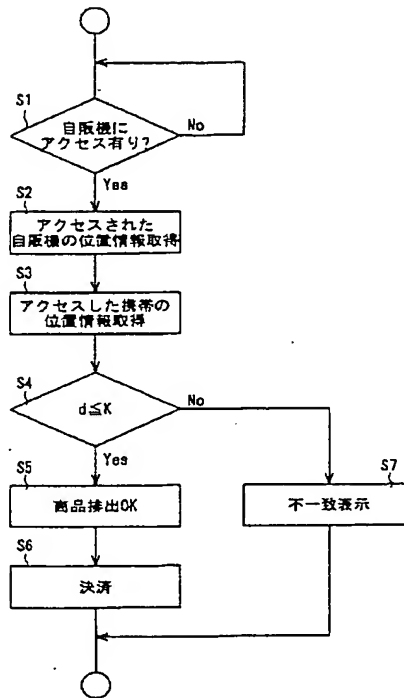 S1
自販機に
アクセス有り?
No
Yes
S2
アクセスされた
自販機の位置情報取得
S3
アクセスした携帯の
位置情報取得
S4
d≦K
No
Yes
S5
商品排出OK
S7
不一致表示
S6
決済